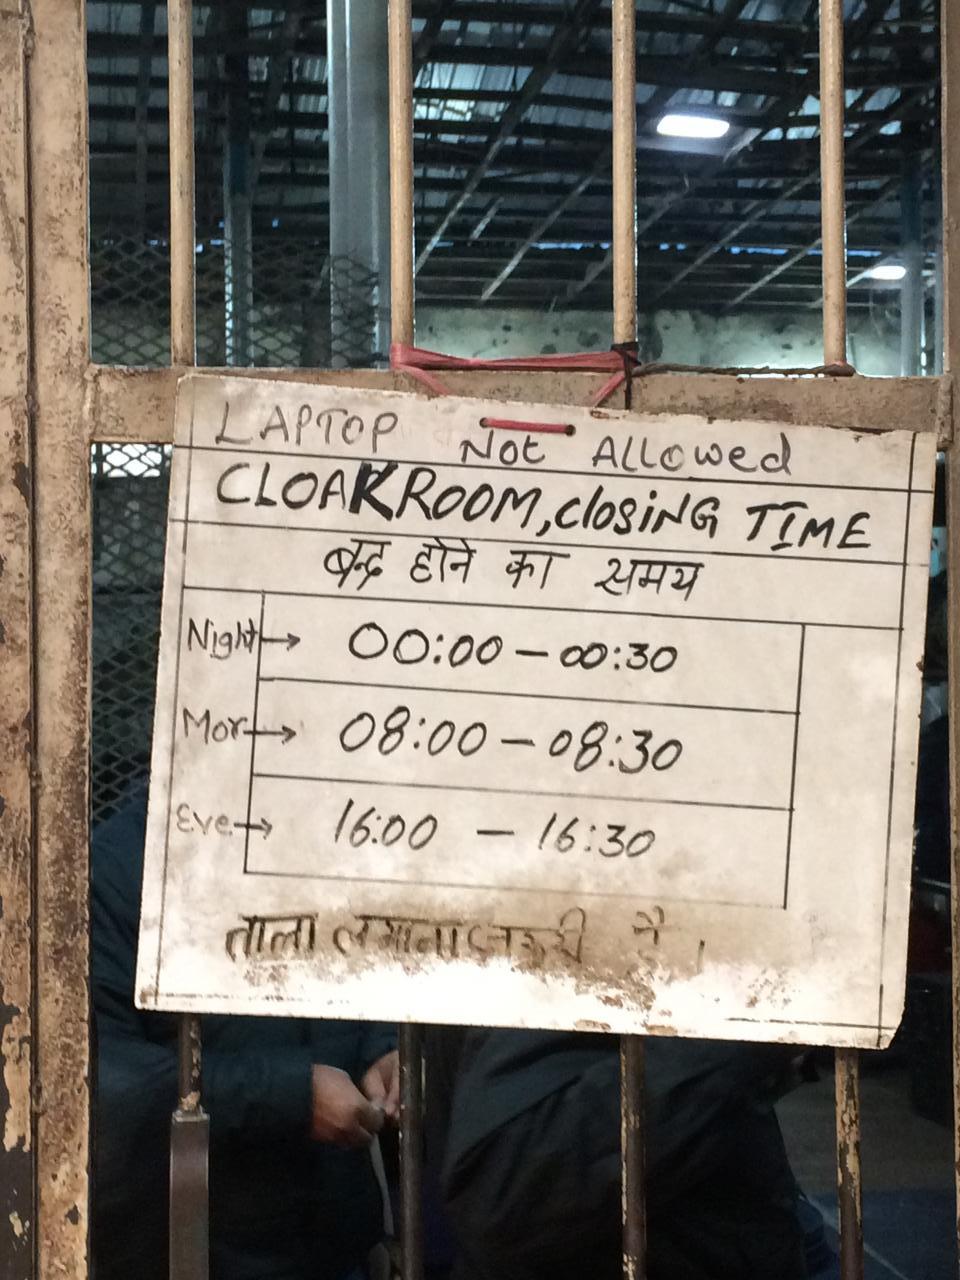 LAPTOP Not Allowed
CLOAKROOM, closing TIME
बन्द होने का समय
Night → 00:00 – 00:30
Mor → 08:00 – 08:30
Eve → 16:00 – 16:30
ताला लगाना जरूरी है।